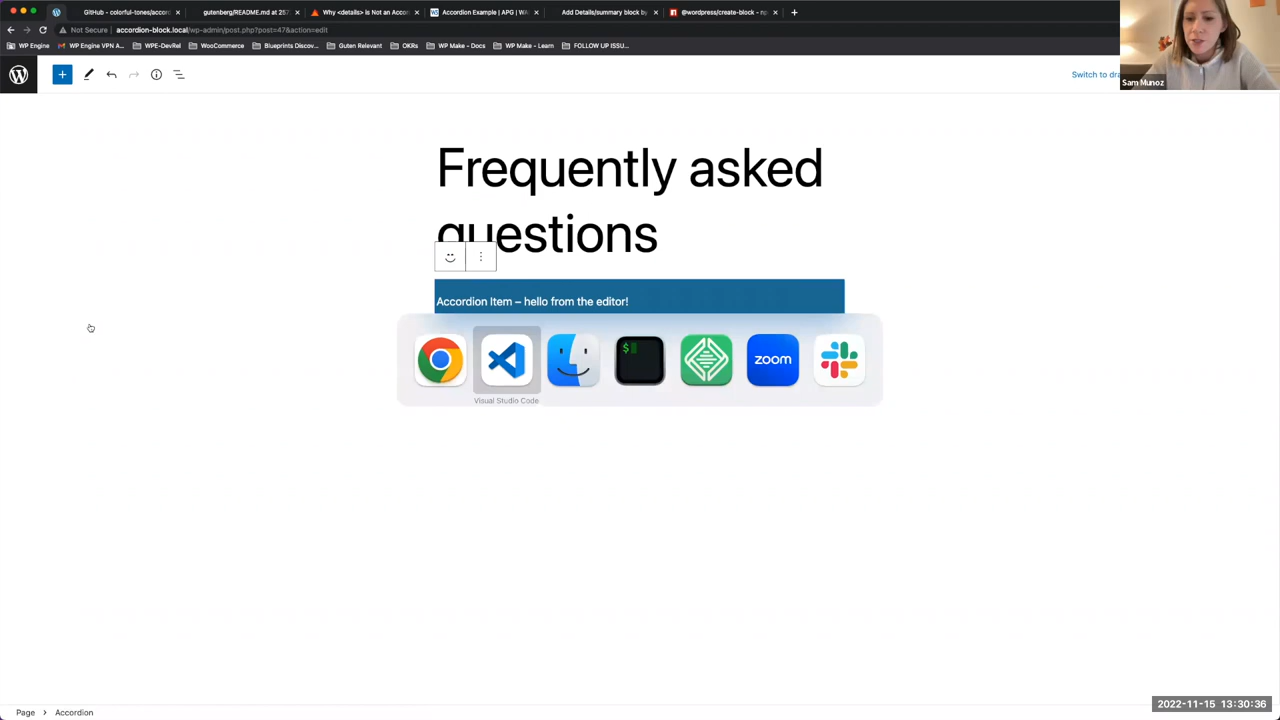 GitHub - colorful-tones/accord
gutenberg/README.md at 257
Why <details> is Not an Accor
Accordion Example | APG | WA
Add Details/summary block by
@wordpress/create-block - np
Not Secure
accordion-block.local/wp-admin/post.php?post=47&action=edit
WP Engine
WP Engine VPN A...
WPE-DevRel
WooCommerce
Blueprints Discov...
Guten Relevant
OKRs
WP Make - Docs
WP Make - Learn
FOLLOW UP ISSU...
Switch to dra
Sam Munoz
Frequently asked
questions
Accordion Item – hello from the editor!
zoom
Visual Studio Code
Page
Accordion
2022-11-15 13:30:36